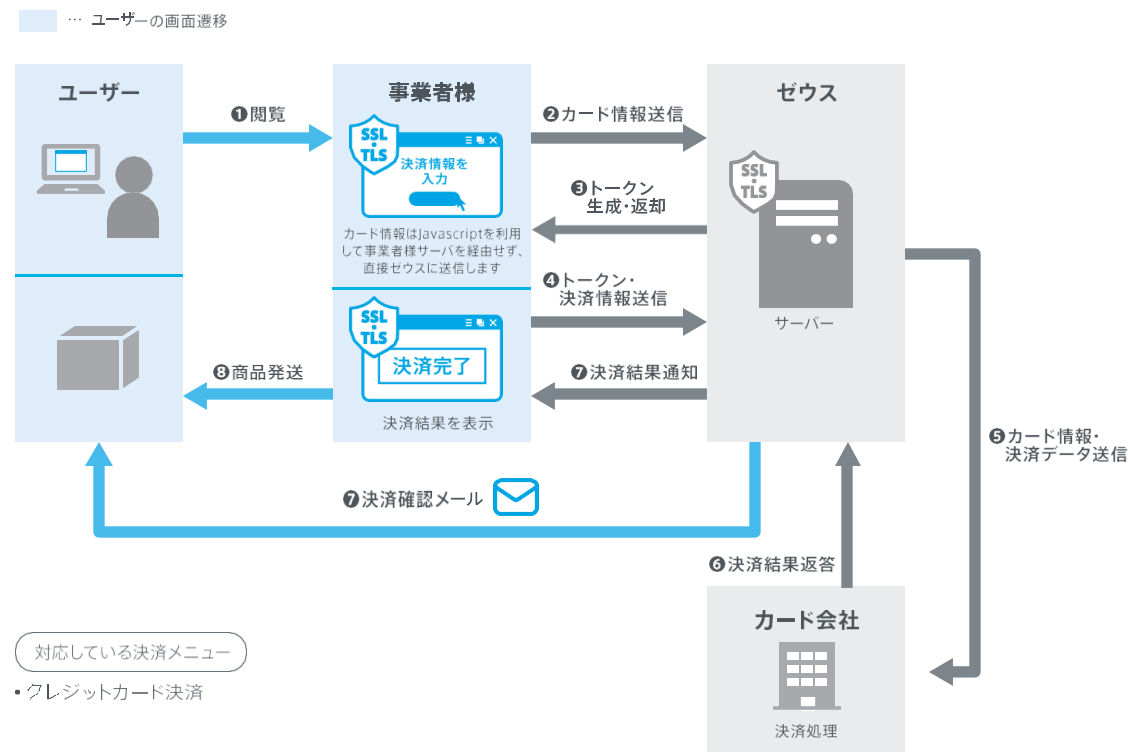 … ユーザーの画面遷移
ユーザー
事業者様
ゼウス
❶閲覧
❷カード情報送信
SSL
・
TLS
決済情報を
入力
SSL
・
TLS
❸トークン
生成・返却
カード情報はJavascriptを利用
して事業者様サーバを経由せず、
直接ゼウスに送信します
❹トークン・
決済情報送信
サーバー
SSL
・
TLS
決済完了
❽商品発送
❼決済結果通知
決済結果を表示
❺カード情報・
決済データ送信
❼決済確認メール
❻決済結果返答
カード会社
決済処理
対応している決済メニュー
・クレジットカード決済